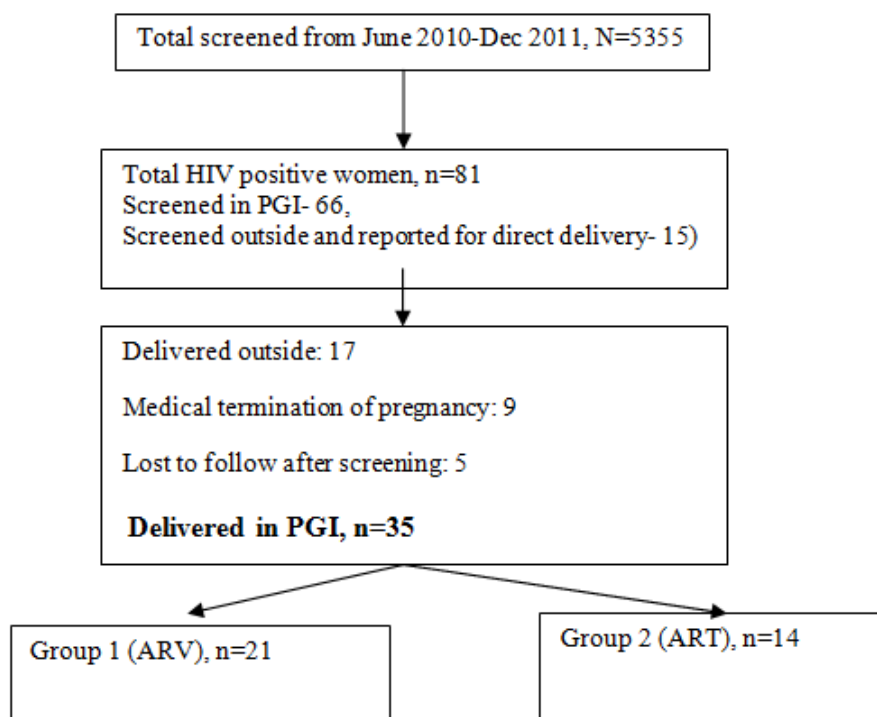 Total screened from June 2010-Dec 2011, N=5355
Total HIV positive women, n=81
Screened in PGI- 66,
Screened outside and reported for direct delivery- 15)
Delivered outside: 17
Medical termination of pregnancy: 9
Lost to follow after screening: 5
Delivered in PGI, n=35
Group 1 (ARV), n=21
Group 2 (ART), n=14